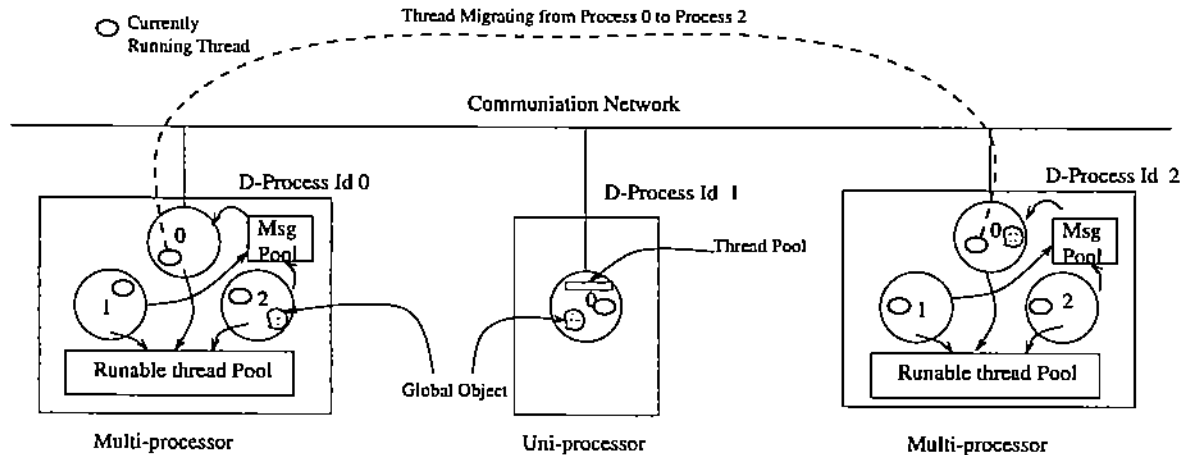 Currently
Running Thread
Thread Migrating from Process 0 to Process 2
Communiation Network
D-Process Id 0
0
Msg
Pool
1
2
Runable thread Pool
Multi-processor
D-Process Id 1
Thread Pool
0
Global Object
Uni-processor
D-Process Id 2
0
Msg
Pool
1
2
Runable thread Pool
Multi-processor